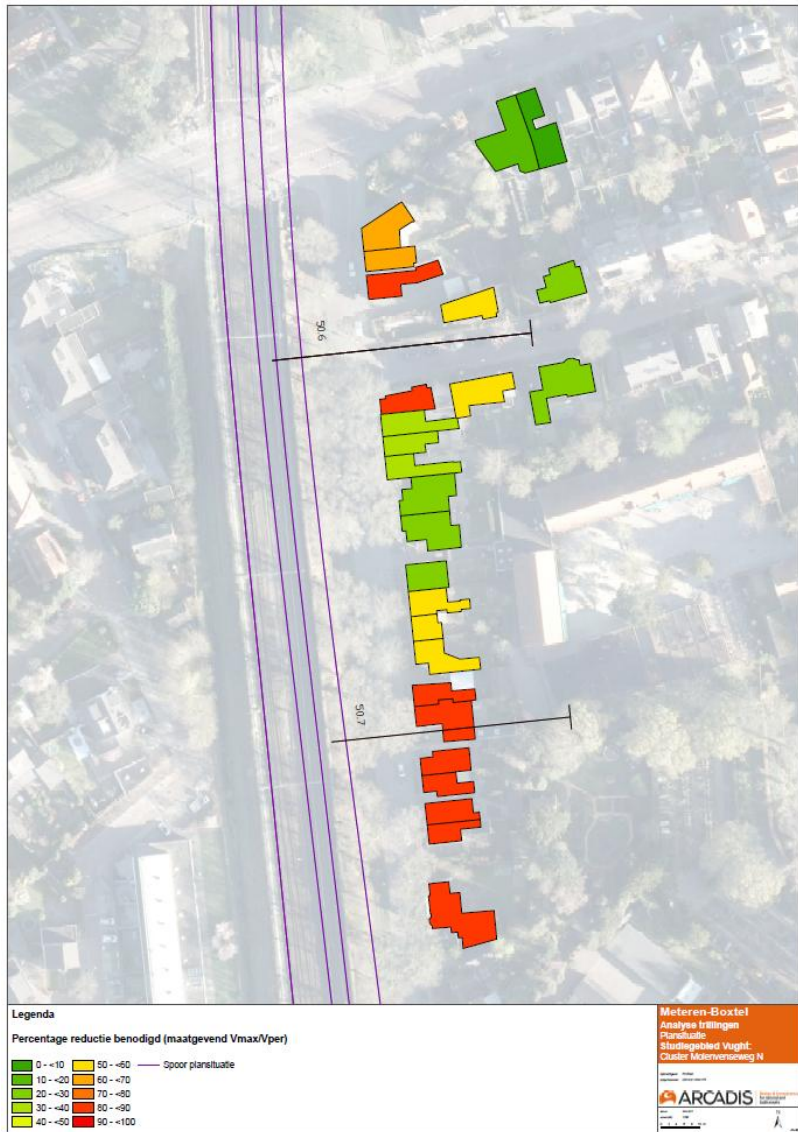 50.6
50.7
Legenda
Percentage reductie benodigd (maatgevend Vmax/Vper)
0 - <10
50 - <60
Spoor plansituatie
10 - <20
60 - <70
20 - <30
70 - <80
30 - <40
80 - <90
40 - <50
90 - <100
Meteren-Boxtel
Analyse trillingen
Plansituatie
Studiegebied Vught:
Cluster Molenvenseweg N
ARCADIS
N